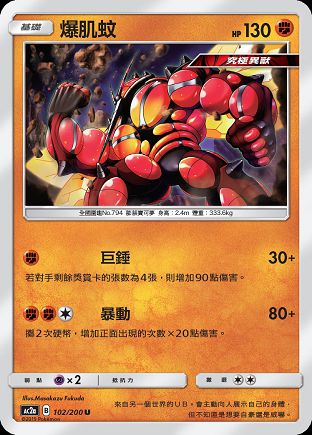 基礎 爆肌蚊 HP 130
究極異獸
全國圖鑑No.794 膨脹寶可夢 身高：2.4m 體重：333.6kg
巨錘 30+
若對手剩餘獎賞卡的張數為4張，則增加90點傷害。
暴動 80+
擲2次硬幣，增加正面出現的次數×20點傷害。
弱點 ×2 抵抗力 撤退
Illus.Masakazu Fukuda
AC2a B 102/200 U
©2019 Pokémon
來自另一個世界的UB。會主動向人展示自己的身體，
但不知道是想要自豪還是威嚇。